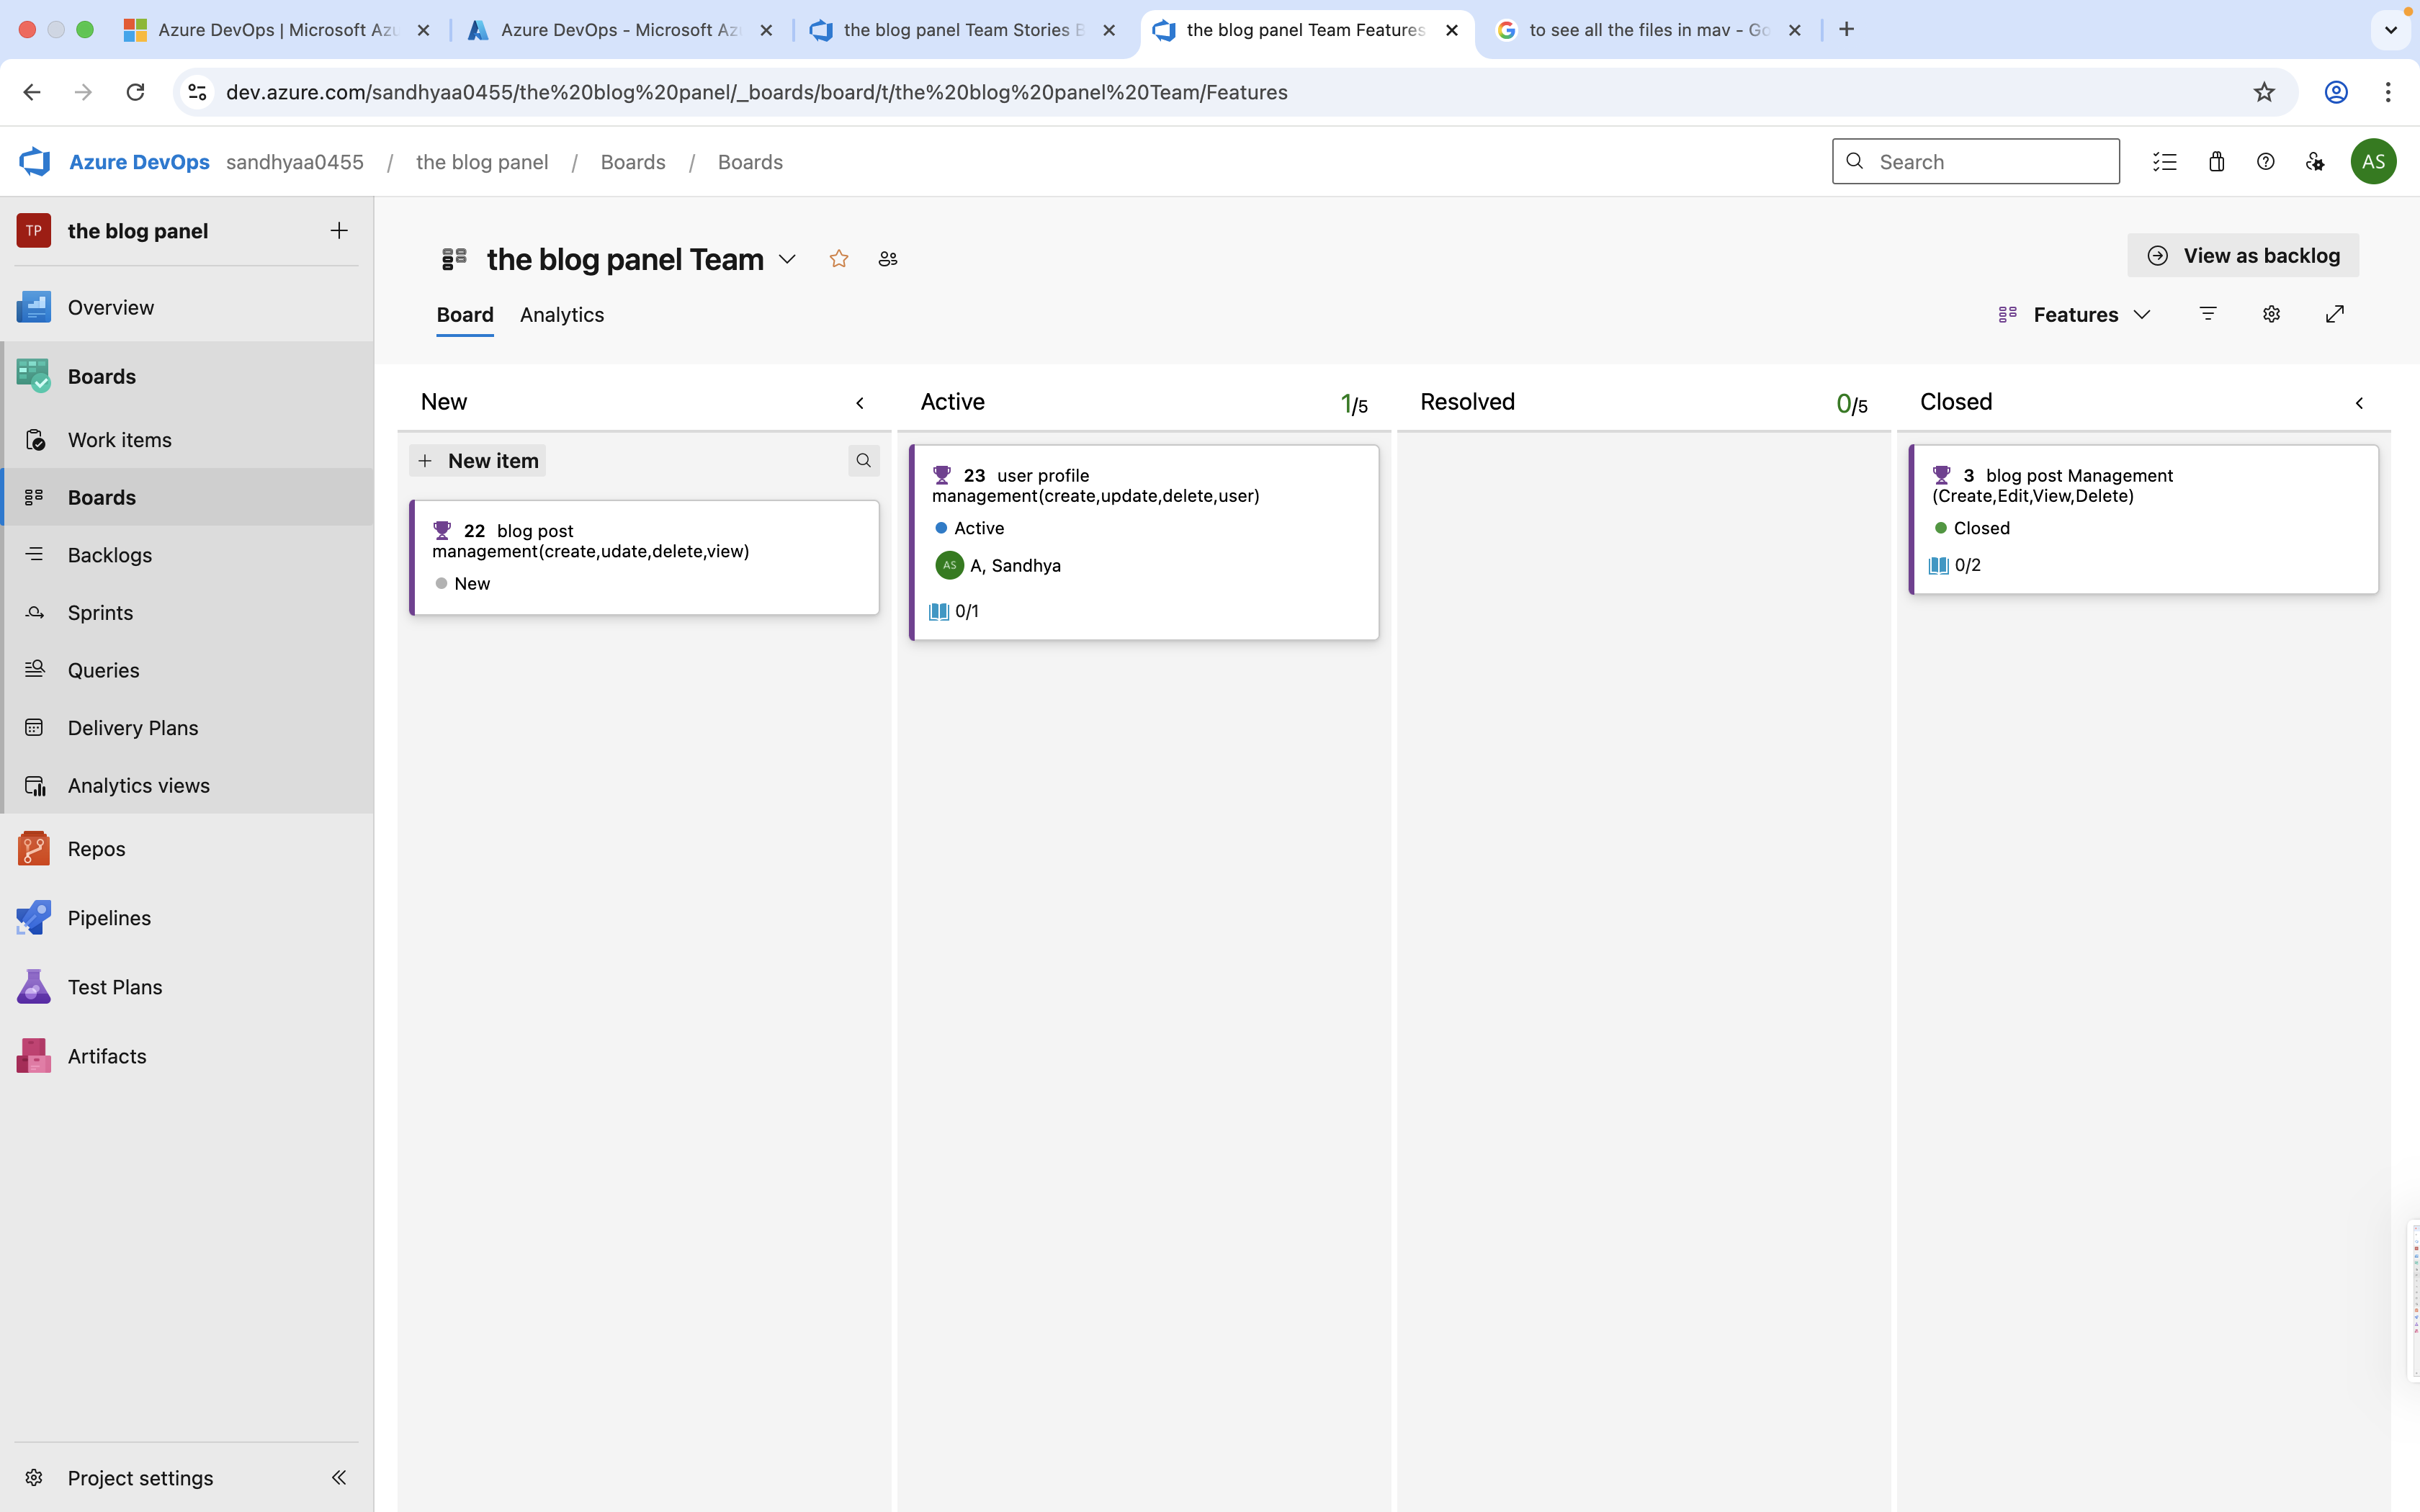 Azure DevOps | Microsoft Azu
Azure DevOps - Microsoft Az
the blog panel Team Stories B
the blog panel Team Features
to see all the files in mav - Go
dev.azure.com/sandhyaa0455/the%20blog%20panel/_boards/board/t/the%20blog%20panel%20Team/Features
Azure DevOps sandhyaa0455 / the blog panel / Boards / Boards
Search
AS
TP the blog panel
Overview
Boards
Work items
Boards
Backlogs
Sprints
Queries
Delivery Plans
Analytics views
Repos
Pipelines
Test Plans
Artifacts
Project settings
the blog panel Team
View as backlog
Board Analytics
Features
New
New item
22 blog post
management(create,udate,delete,view)
New
Active 1/5
23 user profile
management(create,update,delete,user)
Active
AS A, Sandhya
0/1
Resolved 0/5
Closed
3 blog post Management
(Create,Edit,View,Delete)
Closed
0/2